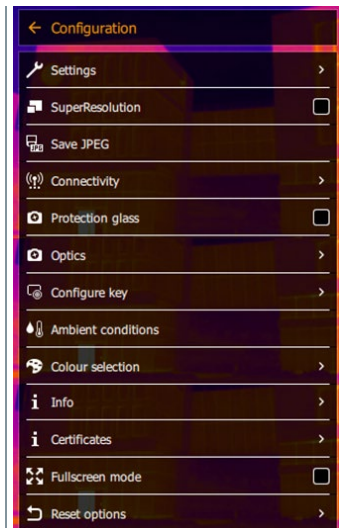 Configuration
Settings
SuperResolution
JPG
Save JPEG
Connectivity
Protection glass
Optics
Configure key
Ambient conditions
Colour selection
Info
Certificates
Fullscreen mode
Reset options